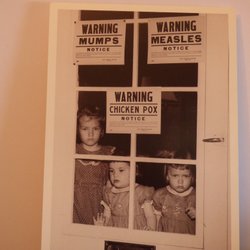 WARNING
MUMPS
NOTICE
WARNING
MEASLES
NOTICE
WARNING
CHICKEN POX
NOTICE